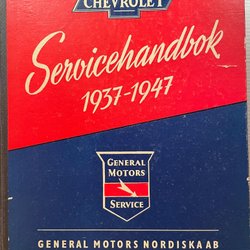 CHEVROLET
Servicehandbok
1937-1947
GENERAL
MOTORS
SERVICE
GENERAL MOTORS NORDISKA AB